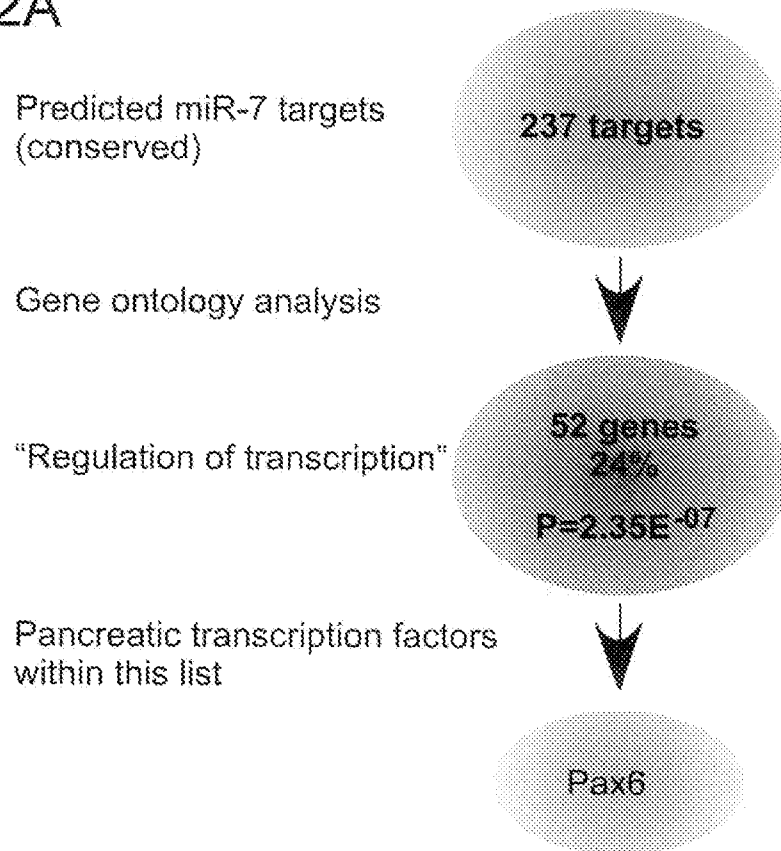 2A
Predicted miR-7 targets
(conserved)
237 targets
Gene ontology analysis
"Regulation of transcription"
52 genes
24%
P=2.35E-07
Pancreatic transcription factors
within this list
Pax6